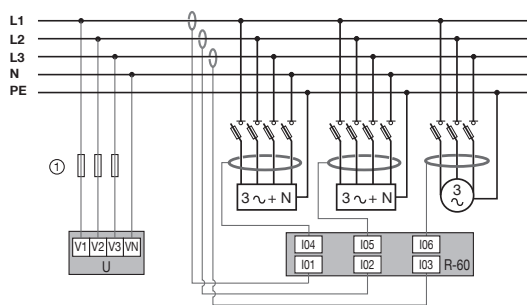 L1
L2
L3
N
PE
1
3 ∿ + N
3 ∿ + N
3
∿
V1 V2 V3 VN
U
I04 I05 I06
I01 I02 I03
R-60